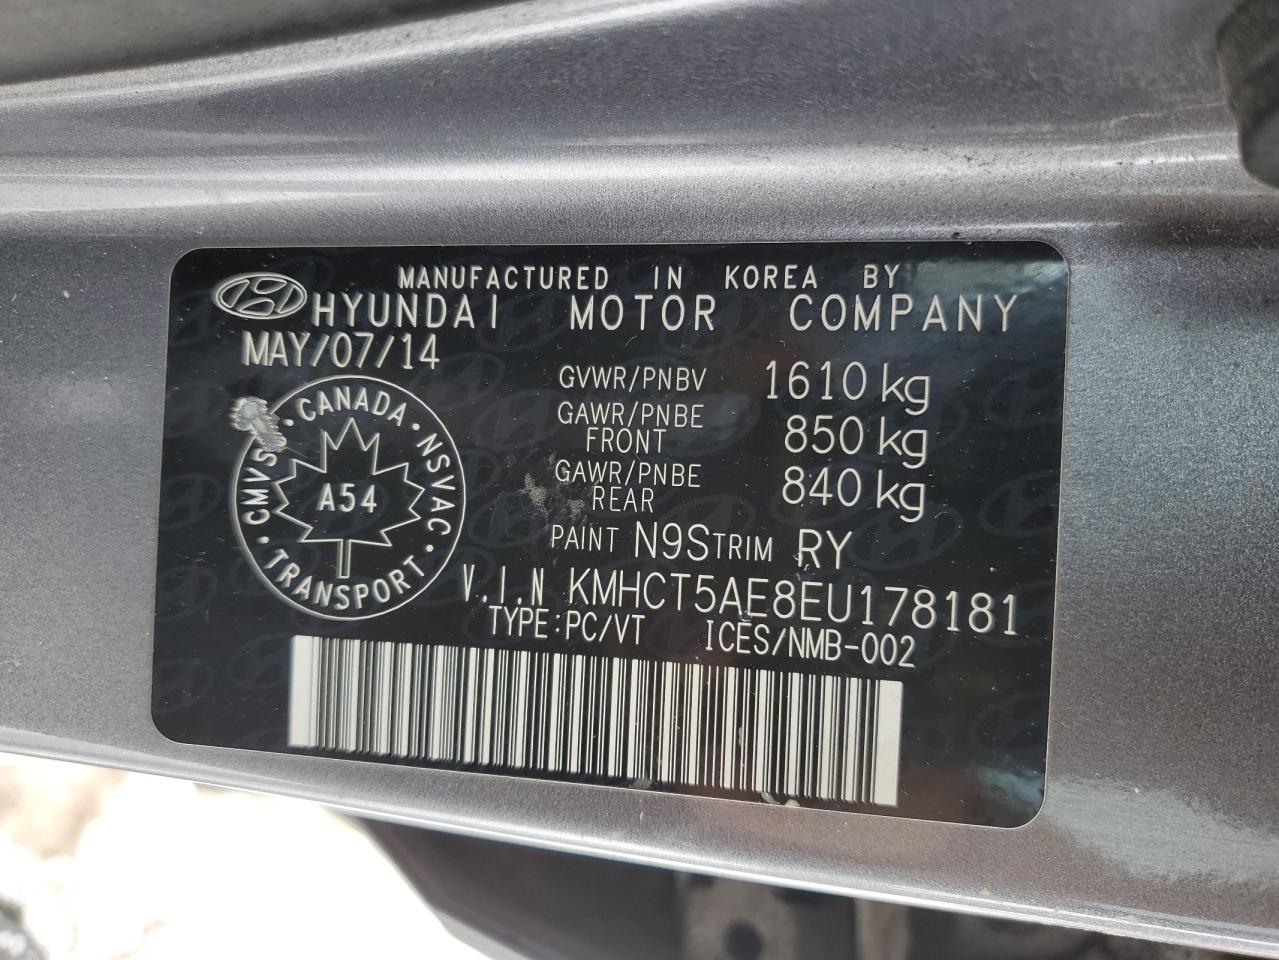 MANUFACTURED IN KOREA BY
HYUNDAI MOTOR COMPANY
MAY/07/14
GVWR/PNBV 1610 kg
GAWR/PNBE FRONT 850 kg
GAWR/PNBE REAR 840 kg
PAINT N9S TRIM RY
V.I.N KMHCT5AE8EU178181
TYPE:PC/VT ICES/NMB-002
CANADA · NSVAC · TRANSPORT · CMVS
A54